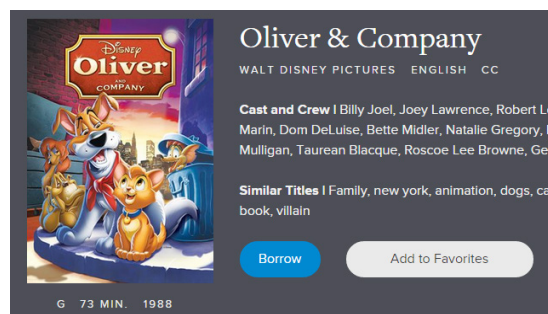 Disney
Oliver
AND
COMPANY
Oliver & Company
WALT DISNEY PICTURES ENGLISH CC
Cast and Crew | Billy Joel, Joey Lawrence, Robert
Marin, Dom DeLuise, Bette Midler, Natalie Gregory,
Mulligan, Taurean Blacque, Roscoe Lee Browne,
Similar Titles | Family, new york, animation, dogs,
book, villain
Borrow Add to Favorites
G 73 MIN. 1988